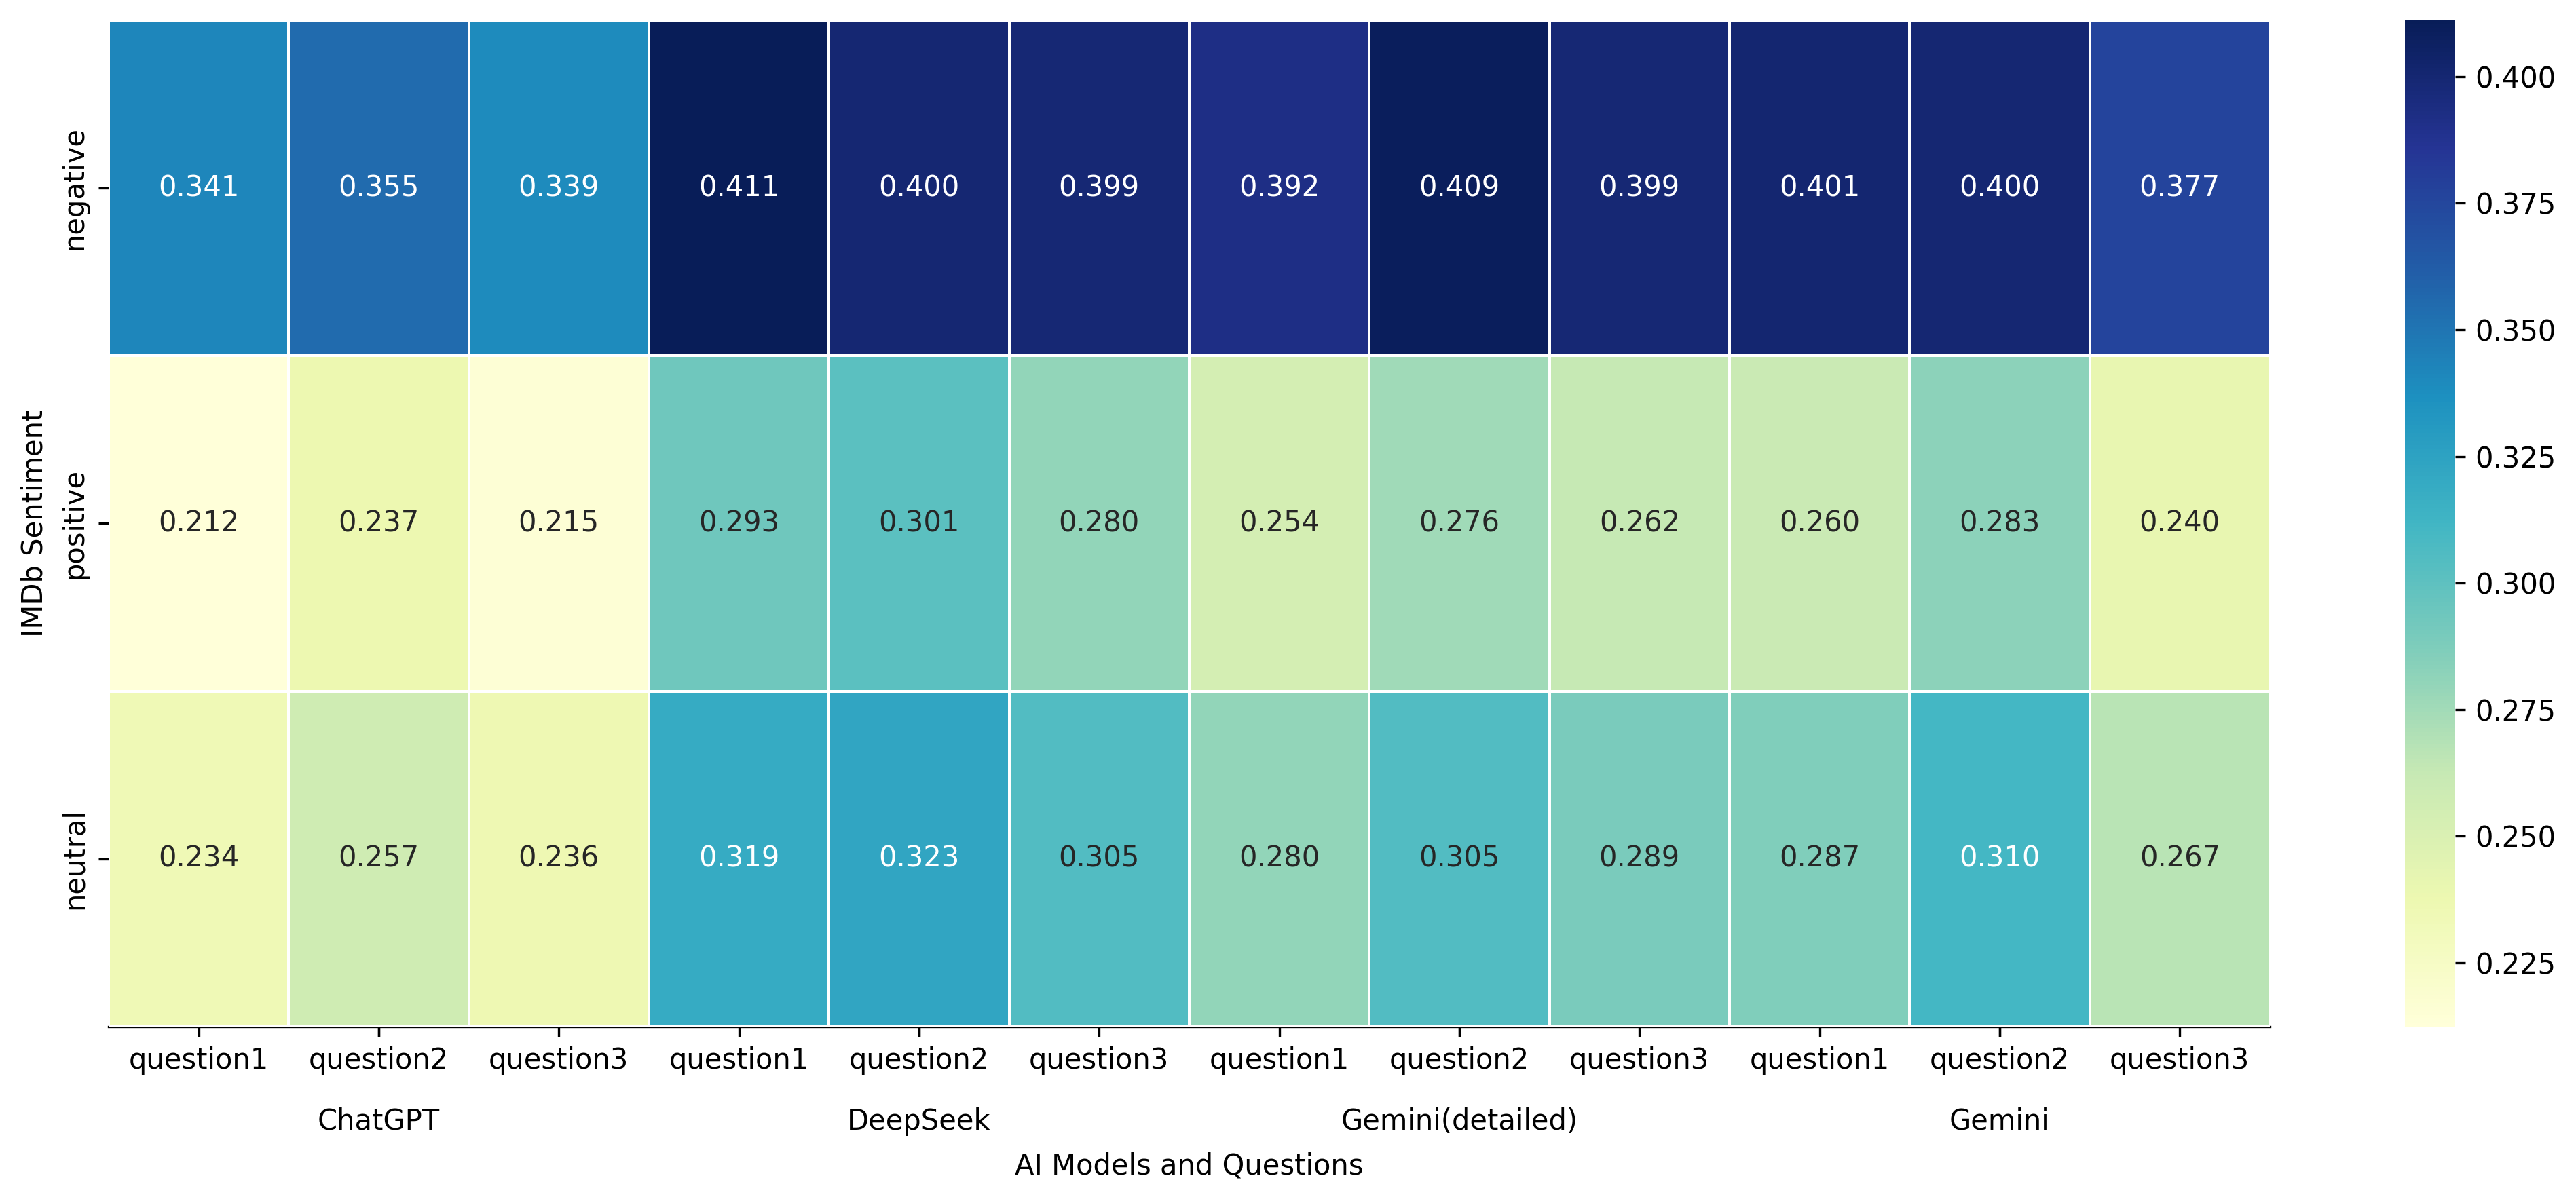 0.341 0.355 0.339 0.411 0.400 0.399 0.392 0.409 0.399 0.401 0.400 0.377
0.212 0.237 0.215 0.293 0.301 0.280 0.254 0.276 0.262 0.260 0.283 0.240
0.234 0.257 0.236 0.319 0.323 0.305 0.280 0.305 0.289 0.287 0.310 0.267
IMDb Sentiment
negative
positive
neutral
question1 question2 question3 question1 question2 question3 question1 question2 question3 question1 question2 question3
ChatGPT DeepSeek Gemini(detailed) Gemini
AI Models and Questions
0.400
0.375
0.350
0.325
0.300
0.275
0.250
0.225